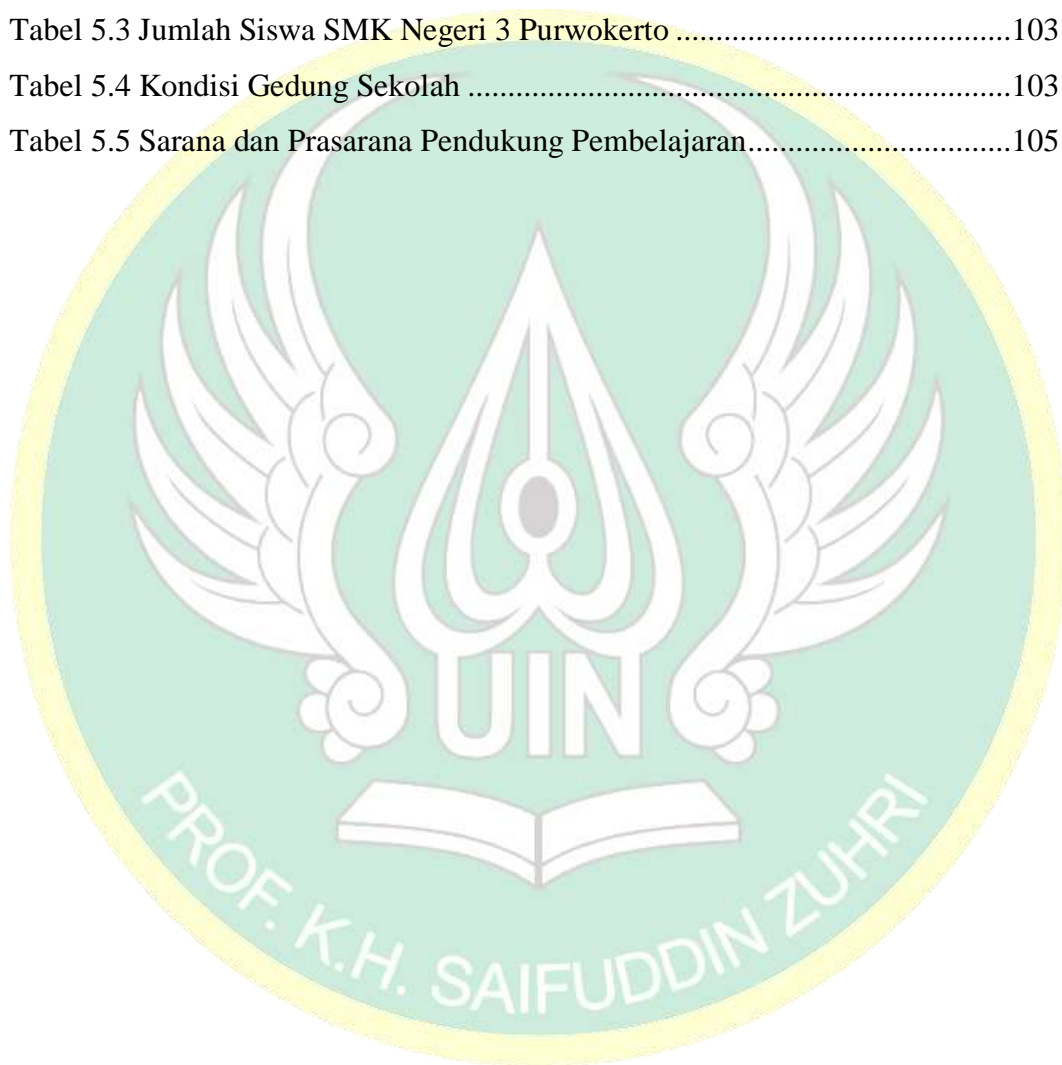 Tabel 5.3 Jumlah Siswa SMK Negeri 3 Purwokerto ...........................................103
Tabel 5.4 Kondisi Gedung Sekolah .....................................................................103
Tabel 5.5 Sarana dan Prasarana Pendukung Pembelajaran..................................105
UIN
PROF. K.H. SAIFUDDIN ZUHRI